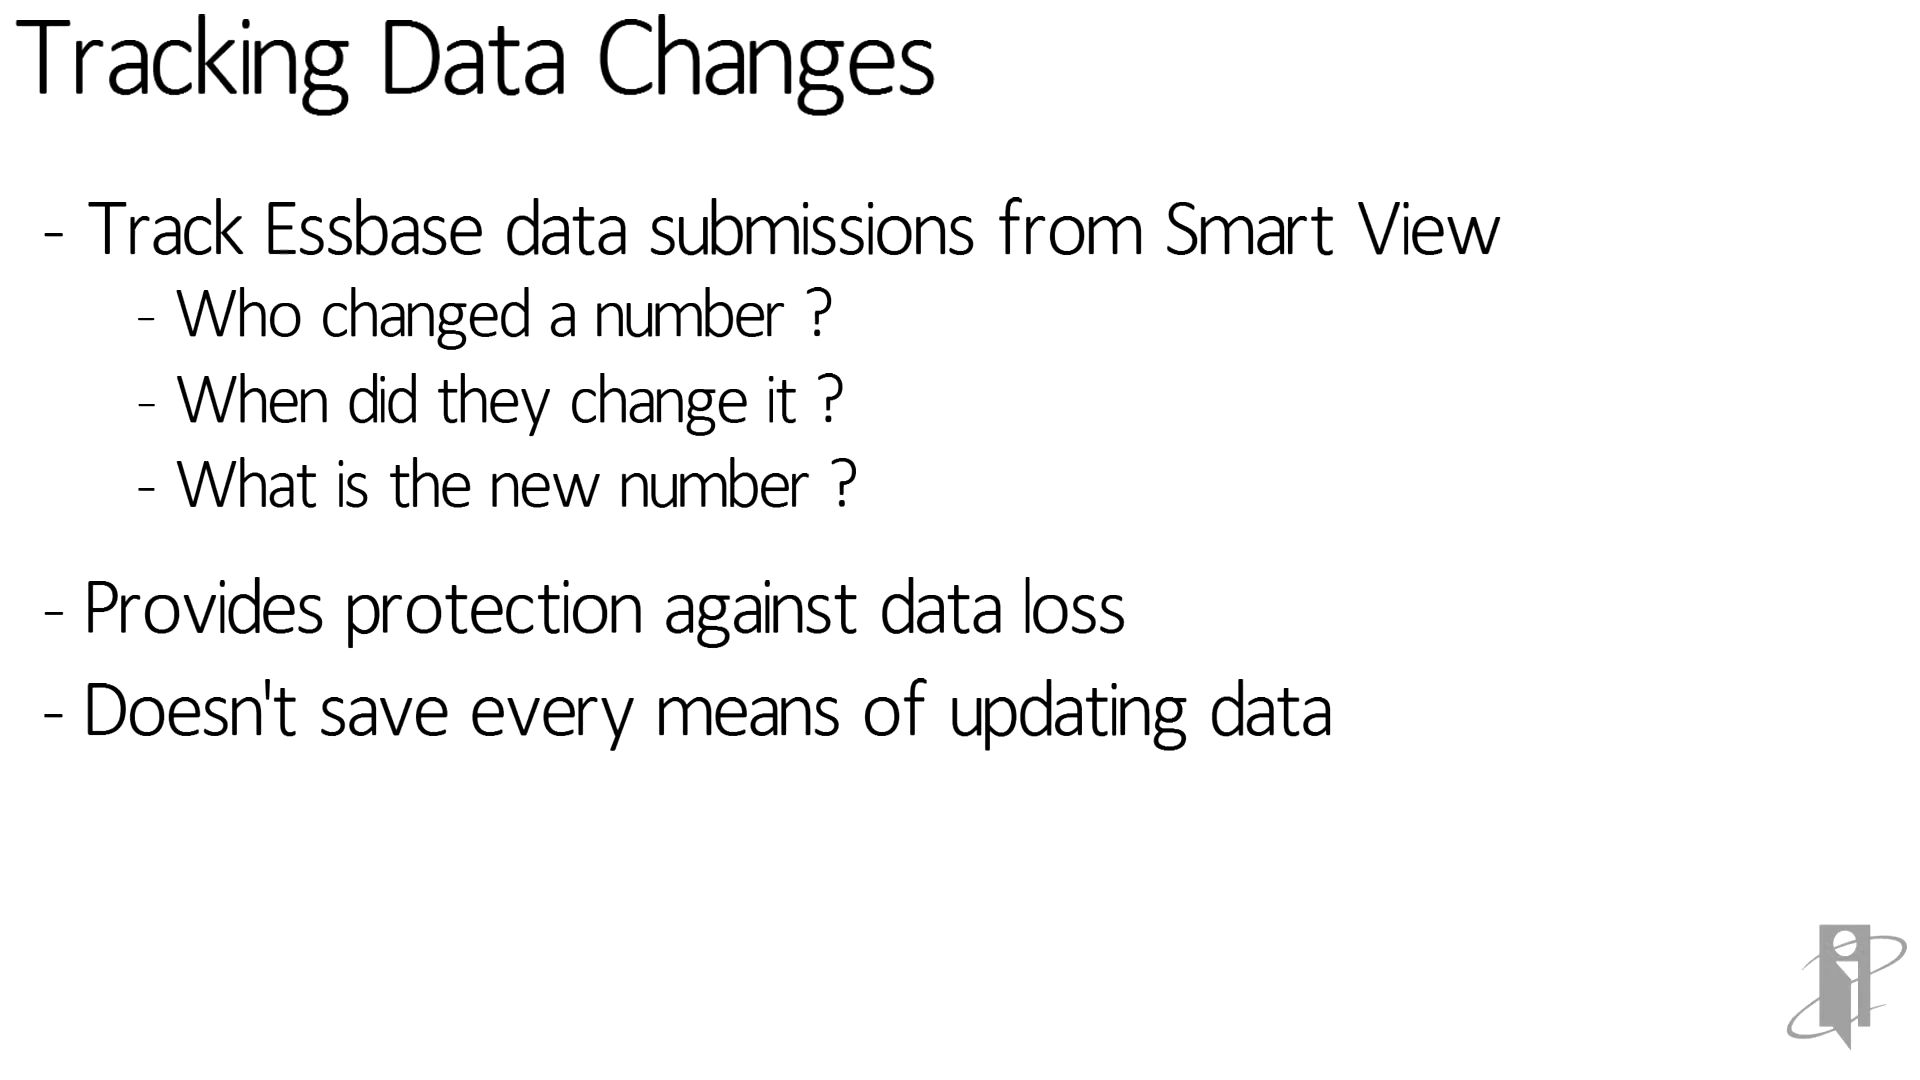 Tracking Data Changes
- Track Essbase data submissions from Smart View
- Who changed a number ?
- When did they change it ?
- What is the new number ?
- Provides protection against data loss
- Doesn't save every means of updating data